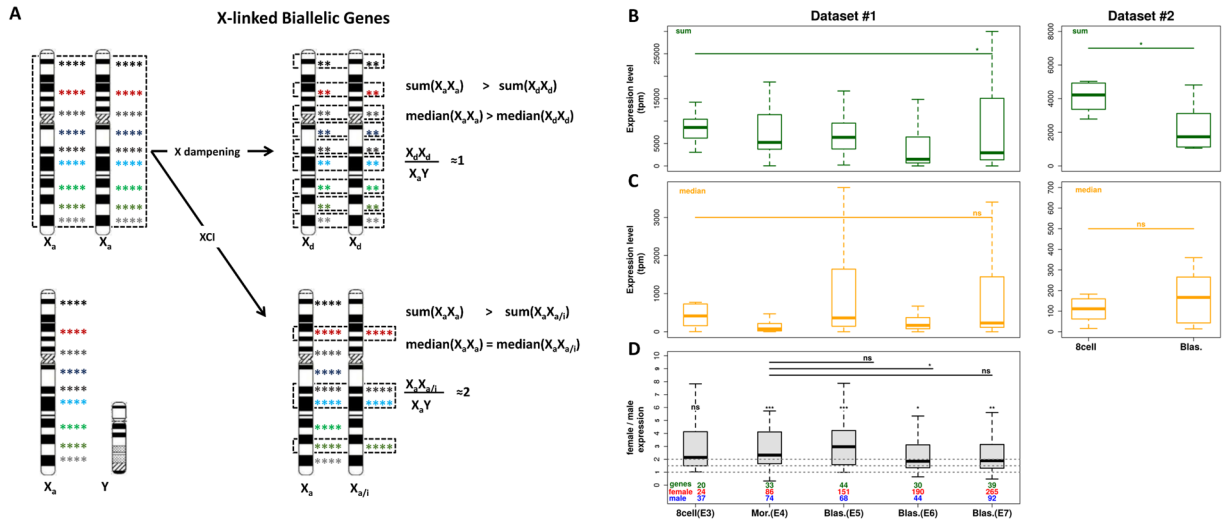 A
X-linked Biallelic Genes
**** ****
**** ****
**** ****
**** ****
**** ****
**** ****
**** ****
**** ****
**** ****
Xa Xa
X dampening
XCI
** **
** **
** **
** **
** **
** **
** **
** **
** **
Xd Xd
sum(XaXa) > sum(XdXd)
median(XaXa) > median(XdXd)
XdXd
XaY
≈1
****
****
****
****
****
****
****
****
****
Xa Y
****
**** ****
****
****
**** ****
**** ****
****
**** ****
****
Xa Xa/i
sum(XaXa) > sum(XaXa/i)
median(XaXa) = median(XaXa/i)
XaXa/i
XaY
≈2
B
Dataset #1
sum
*
Expression level
(tpm)
25000
20000
15000
10000
5000
0
Dataset #2
sum
*
8000
6000
4000
2000
0
C
median
ns
Expression level
(tpm)
3000
2000
1000
0
median
ns
700
600
500
400
300
200
100
0
8cell Blas.
D
female / male
expression
10
9
8
7
6
5
4
3
2
1
0
ns
*
ns
ns *** *** * **
genes 20 33 44 30 39
female 24 86 151 190 265
male 37 74 68 44 92
8cell(E3) Mor.(E4) Blas.(E5) Blas.(E6) Blas.(E7)